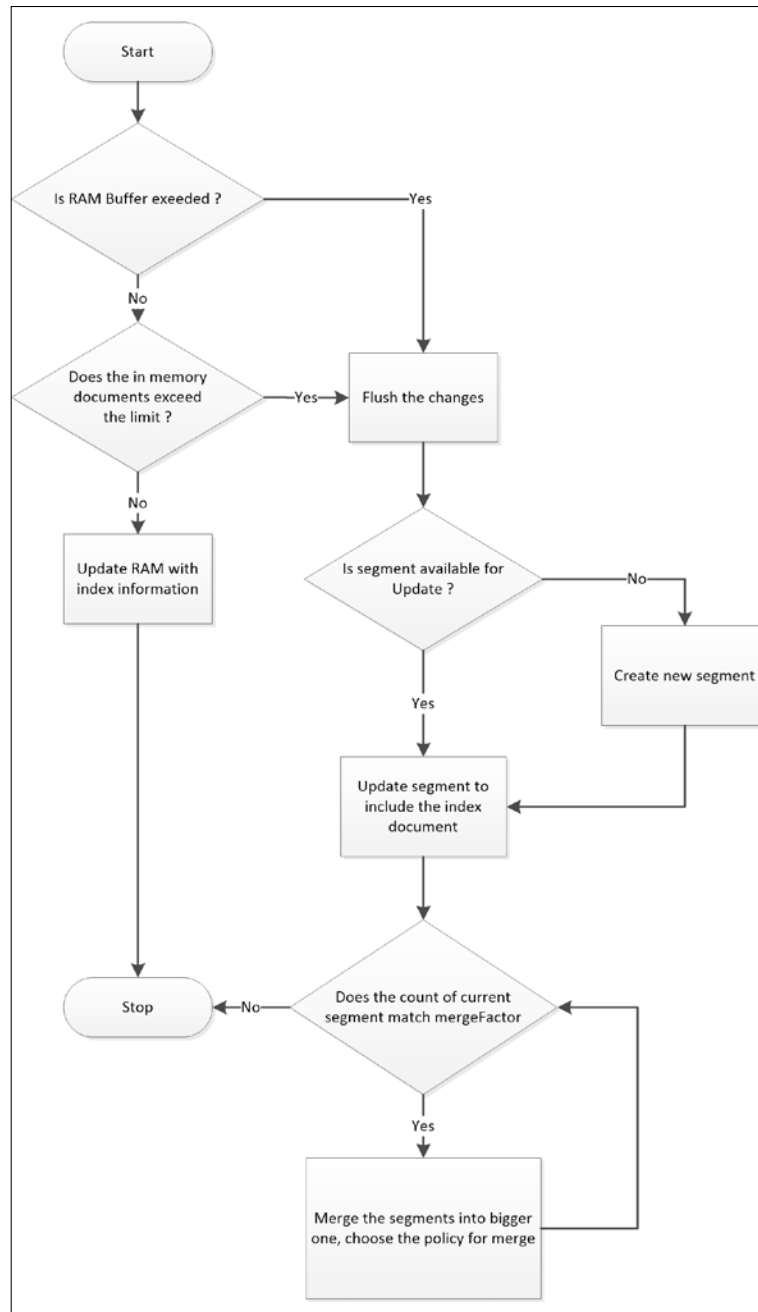 Start
Is RAM Buffer exeeded ?
Yes
No
Does the in memory
documents exceed
the limit ?
Yes
Flush the changes
No
Update RAM with
index information
Is segment available for
Update ?
No
Create new segment
Yes
Update segment to
include the index
document
Does the count of current
segment match mergeFactor
No
Stop
Yes
Merge the segments into bigger
one, choose the policy for merge